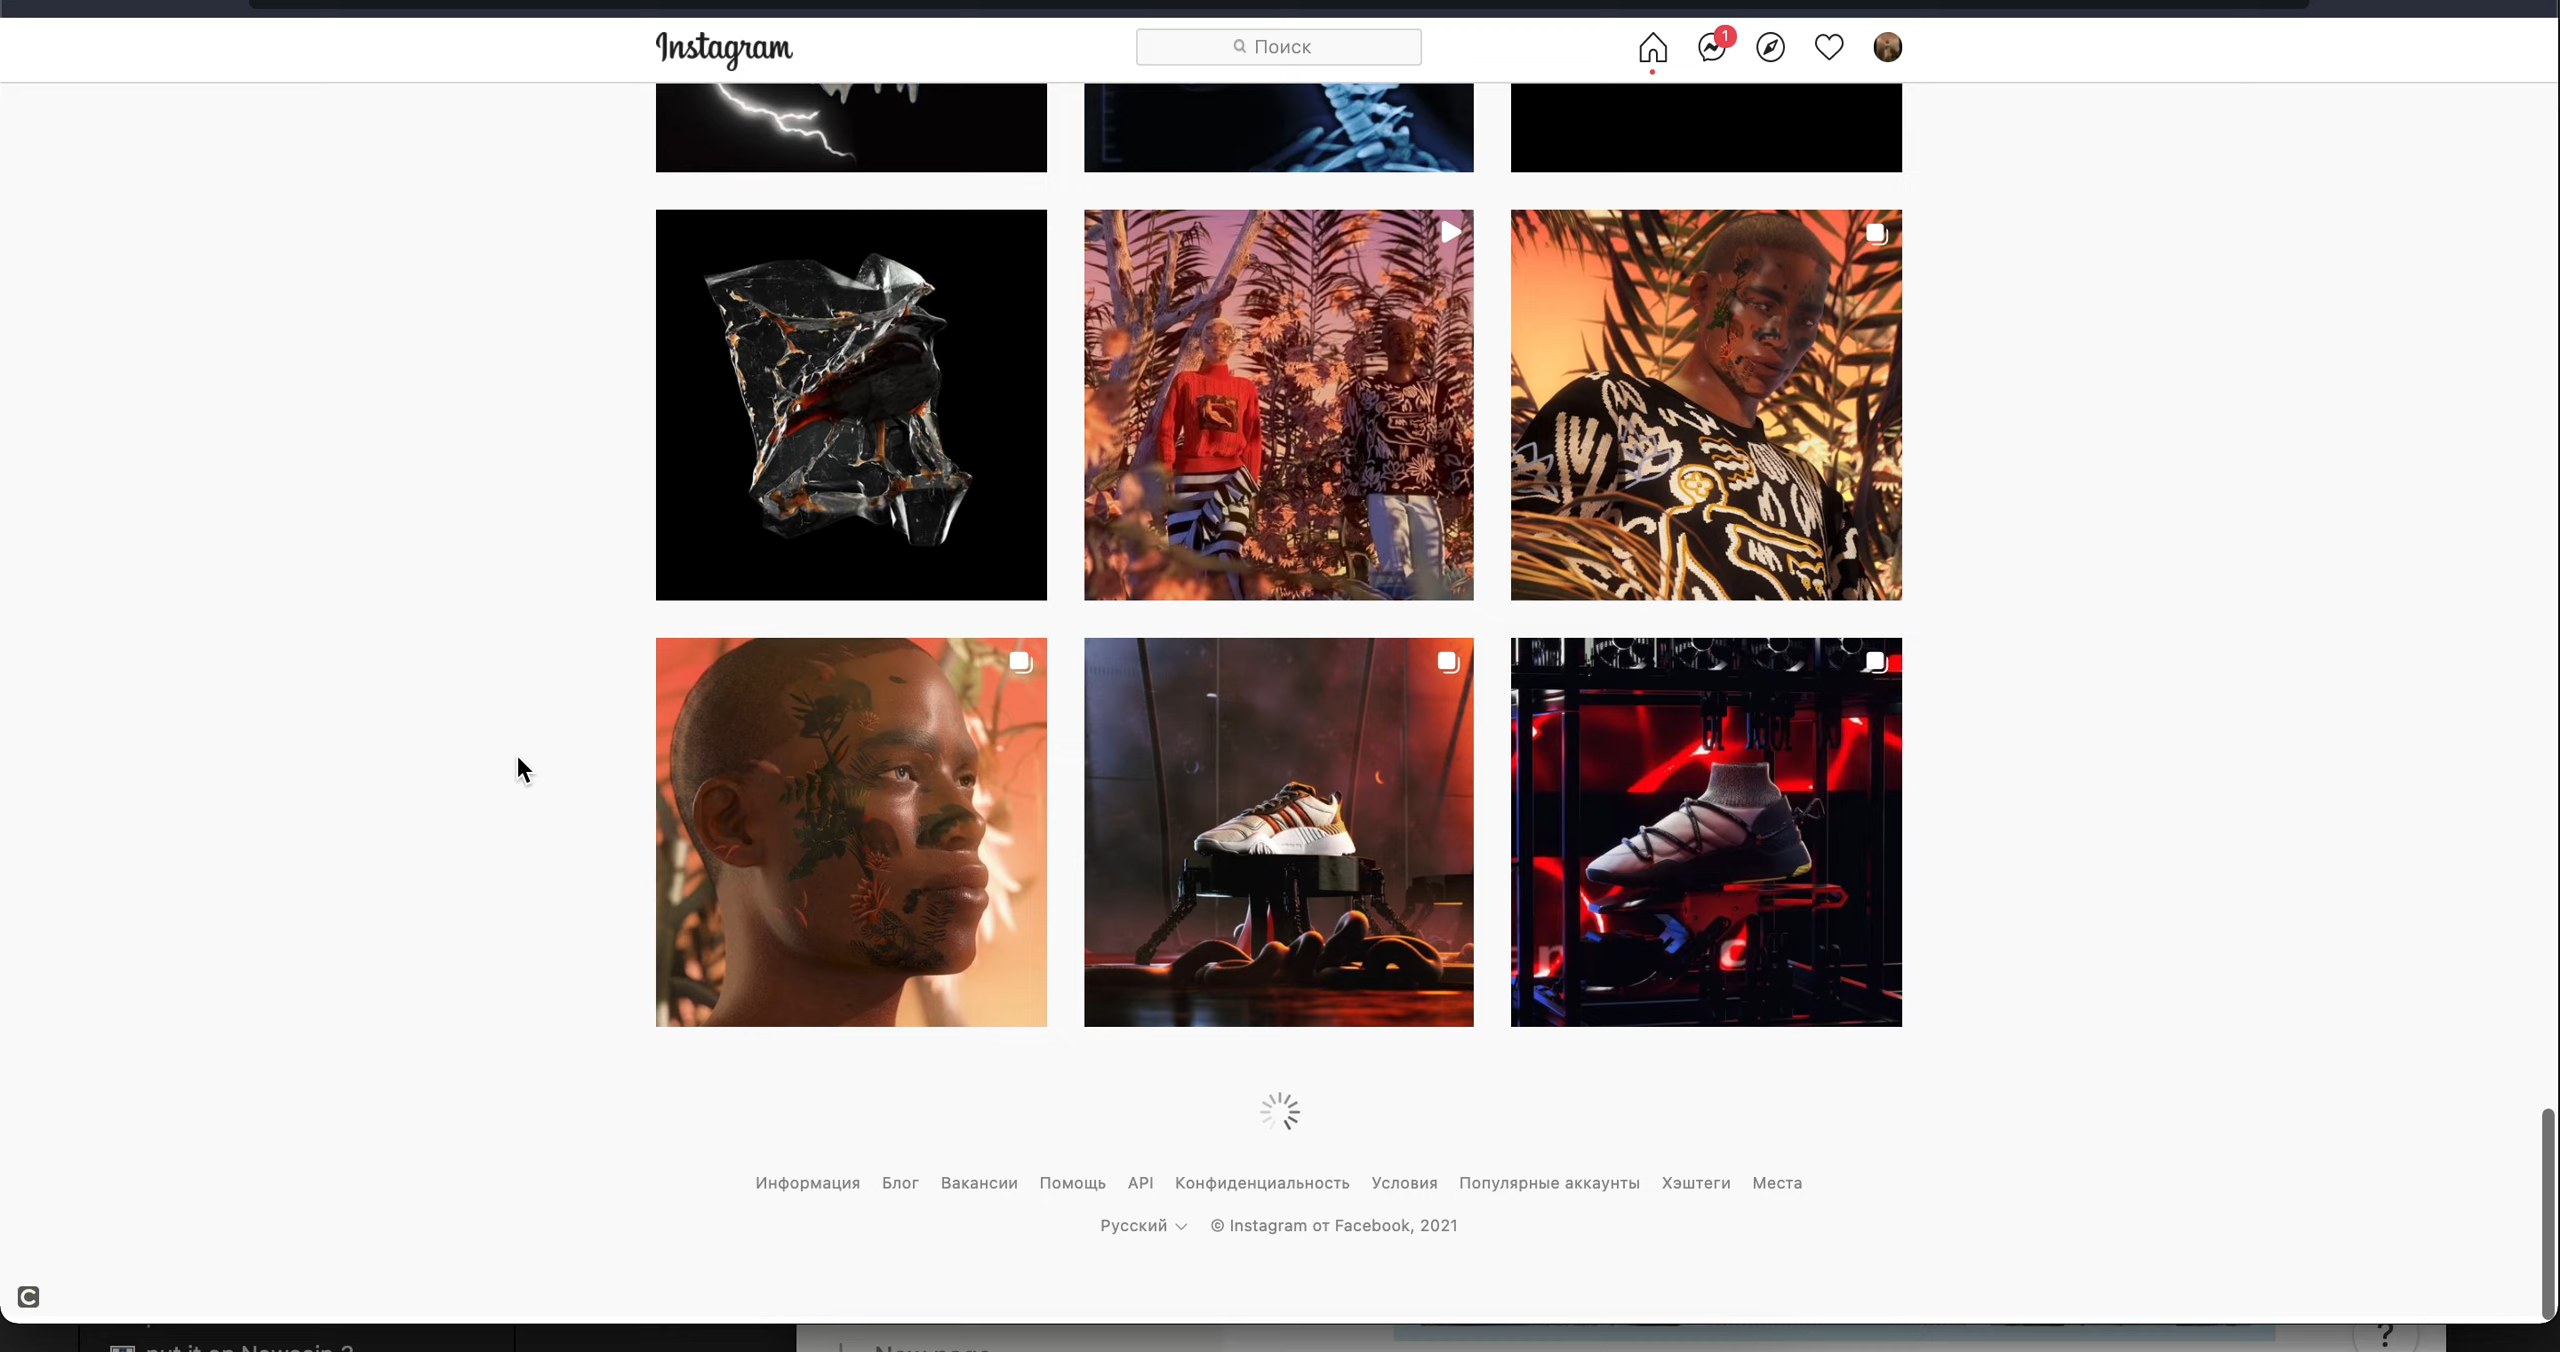 Instagram
Поиск
1
Информация Блог Вакансии Помощь API Конфиденциальность Условия Популярные аккаунты Хэштеги Места
Русский © Instagram от Facebook, 2021
C
?